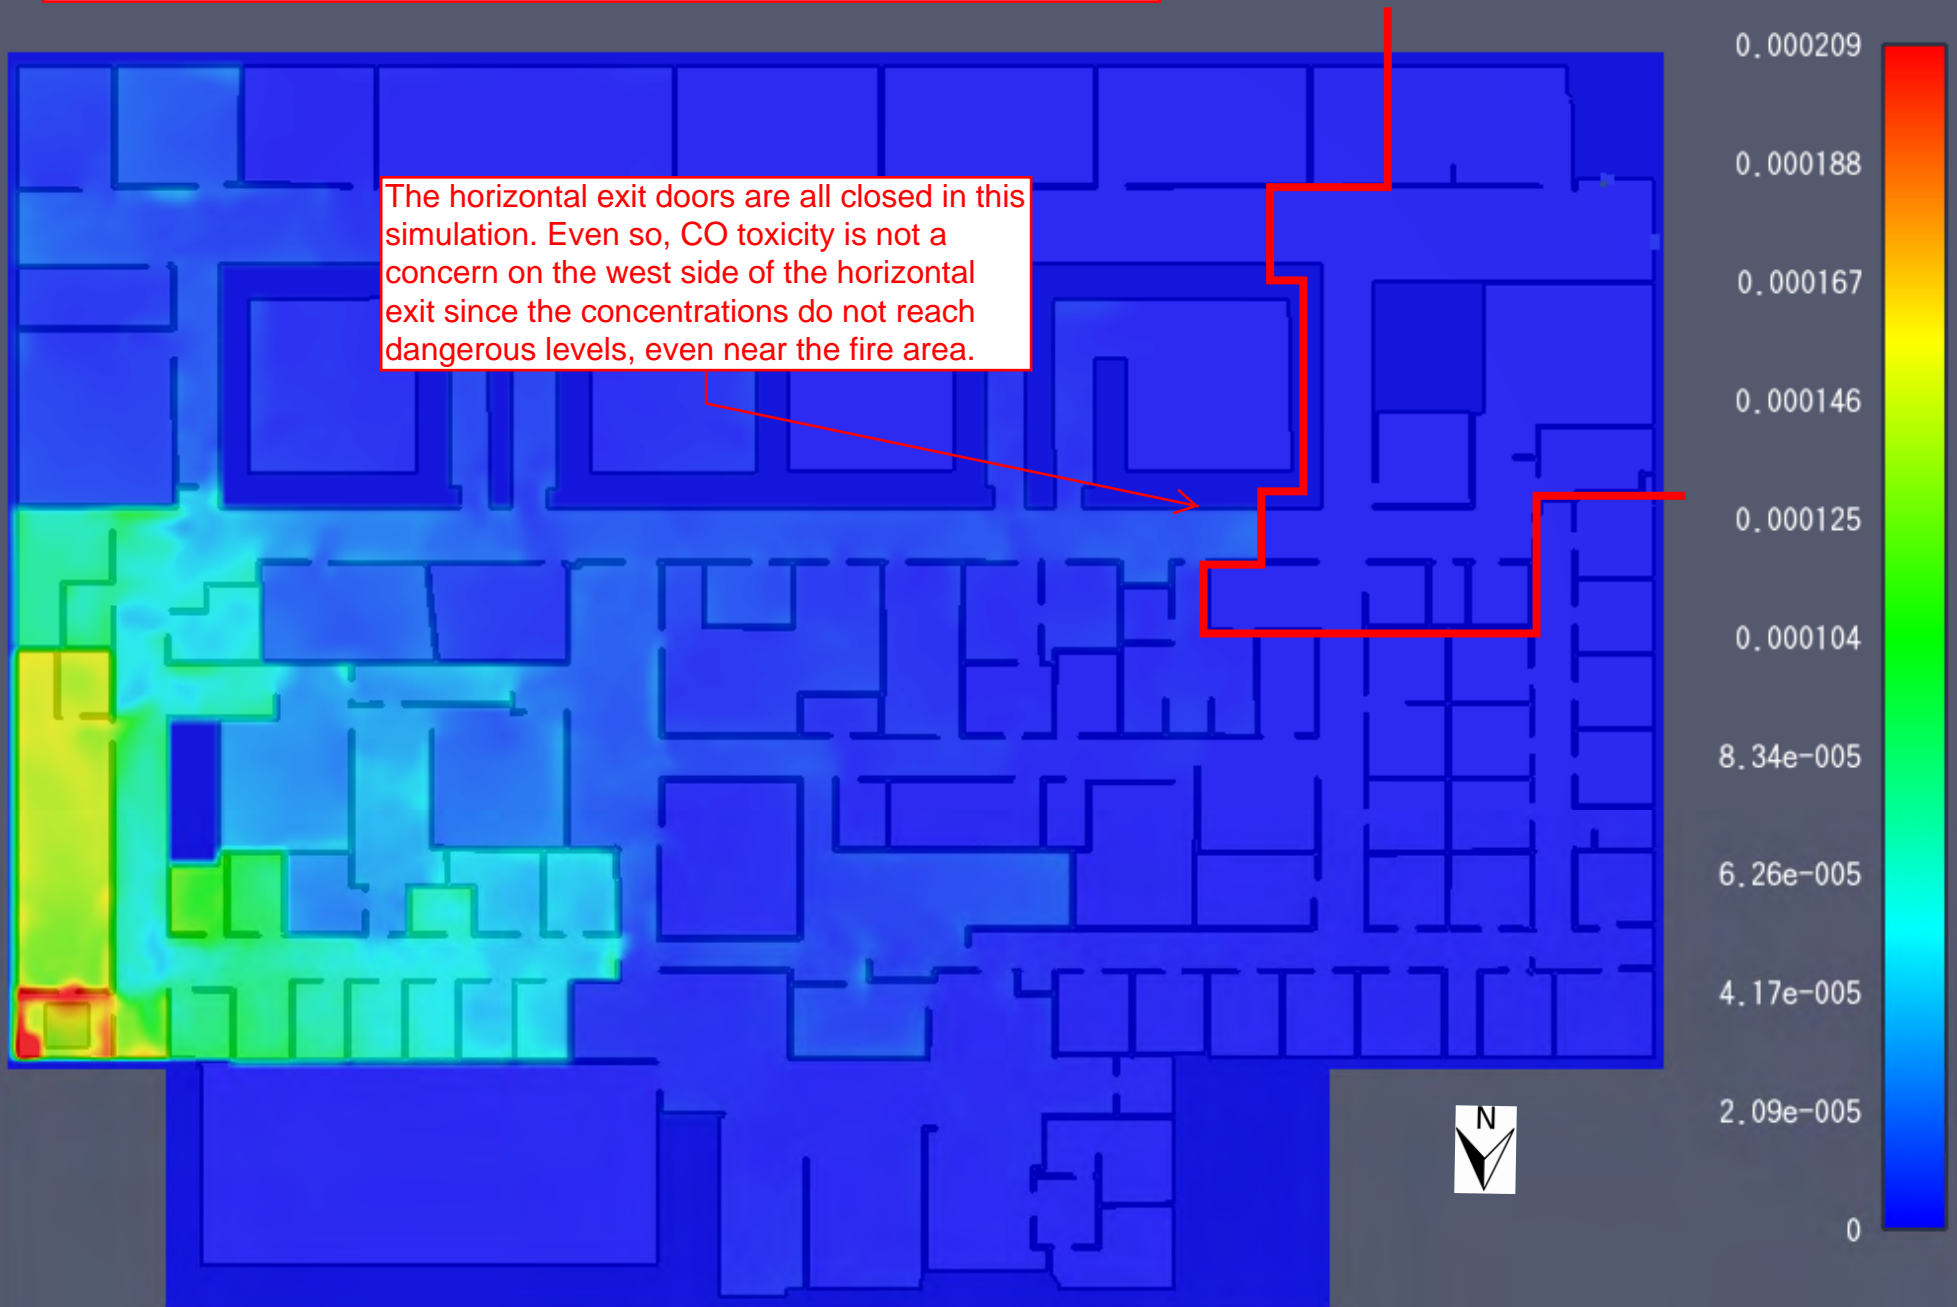 0.000209
0.000188
The horizontal exit doors are all closed in this
simulation. Even so, CO toxicity is not a
concern on the west side of the horizontal
exit since the concentrations do not reach
dangerous levels, even near the fire area.
0.000167
0.000146
0.000125
0.000104
8.34e-005
6.26e-005
4.17e-005
2.09e-005
N
0